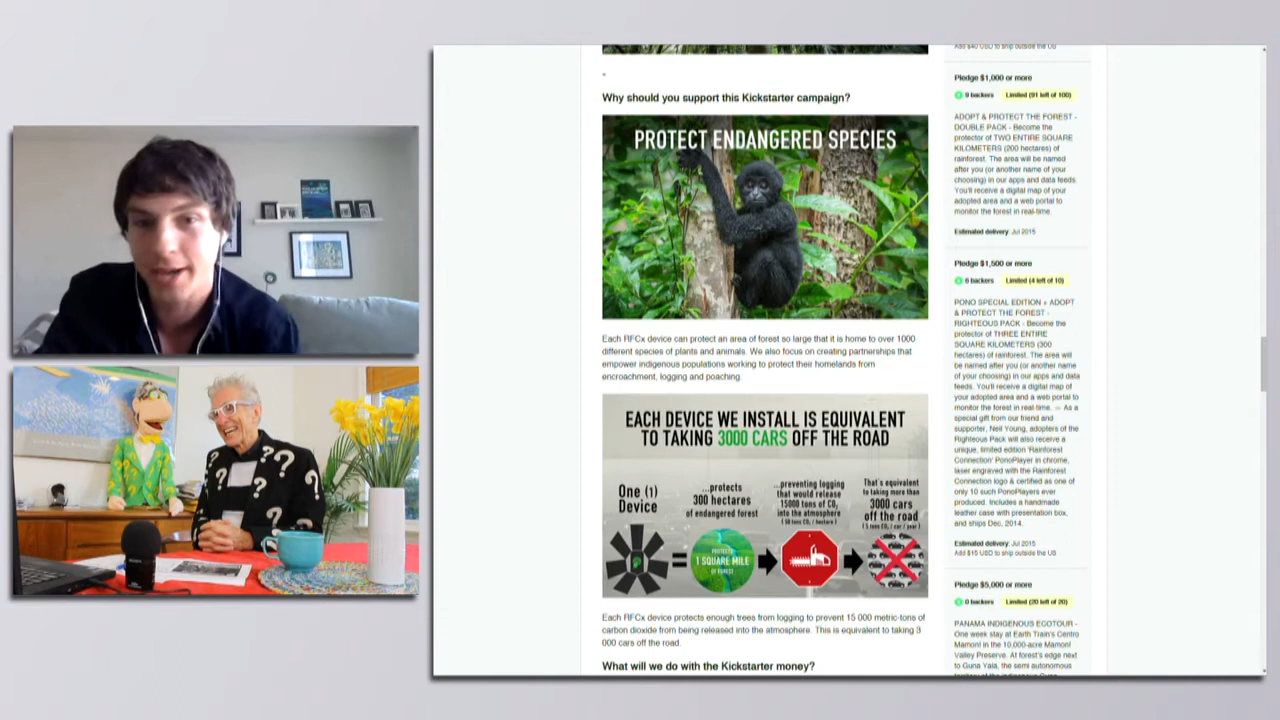 Why should you support this Kickstarter campaign?
PROTECT ENDANGERED SPECIES
Each RFCx device can protect an area of forest so large that it is home to over 1000
different species of plants and animals. We also focus on creating partnerships that
empower indigenous populations working to protect their homelands from
encroachment, logging and poaching.
EACH DEVICE WE INSTALL IS EQUIVALENT
TO TAKING 3000 CARS OFF THE ROAD
One (1)
Device
...protects
300 hectares
of endangered forest
PROTECTS
1 SQUARE MILE
OF FOREST
...preventing logging
that would release
15000 tons of CO2
into the atmosphere
( 50 tons CO2 / hectare )
That's equivalent
to taking more than
3000 cars
off the road
( 5 tons CO2 / car / year )
Each RFCx device protects enough trees from logging to prevent 15 000 metric-tons of
carbon dioxide from being released into the atmosphere. This is equivalent to taking 3
000 cars off the road.
What will we do with the Kickstarter money?
Add $40 USD to ship outside the US
Pledge $1,000 or more
9 backers Limited (91 left of 100)
ADOPT & PROTECT THE FOREST -
DOUBLE PACK - Become the
protector of TWO ENTIRE SQUARE
KILOMETERS (200 hectares) of
rainforest. The area will be named
after you (or another name of your
choosing) in our apps and data feeds.
You'll receive a digital map of your
adopted area and a web portal to
monitor the forest in real-time.
Estimated delivery: Jul 2015
Pledge $1,500 or more
6 backers Limited (4 left of 10)
PONO SPECIAL EDITION + ADOPT
& PROTECT THE FOREST -
RIGHTEOUS PACK - Become the
protector of THREE ENTIRE
SQUARE KILOMETERS (300
hectares) of rainforest. The area will
be named after you (or another name
of your choosing) in our apps and data
feeds. You'll receive a digital map of
your adopted area and a web portal to
monitor the forest in real-time. -- As a
special gift from our friend and
supporter, Neil Young, adopters of the
Righteous Pack will also receive a
unique, limited edition 'Rainforest
Connection' PonoPlayer in chrome,
laser engraved with the Rainforest
Connection logo & certified as one of
only 10 such PonoPlayers ever
produced. Includes a handmade
leather case with presentation box,
and ships Dec, 2014.
Estimated delivery: Jul 2015
Add $15 USD to ship outside the US
Pledge $5,000 or more
0 backers Limited (20 left of 20)
PANAMA INDIGENOUS ECOTOUR -
One week stay at Earth Train's Centro
Mamoní in the 10,000-acre Mamoní
Valley Preserve. At forest's edge next
to Guna Yala, the semi autonomous
territory of the indigenous Guna